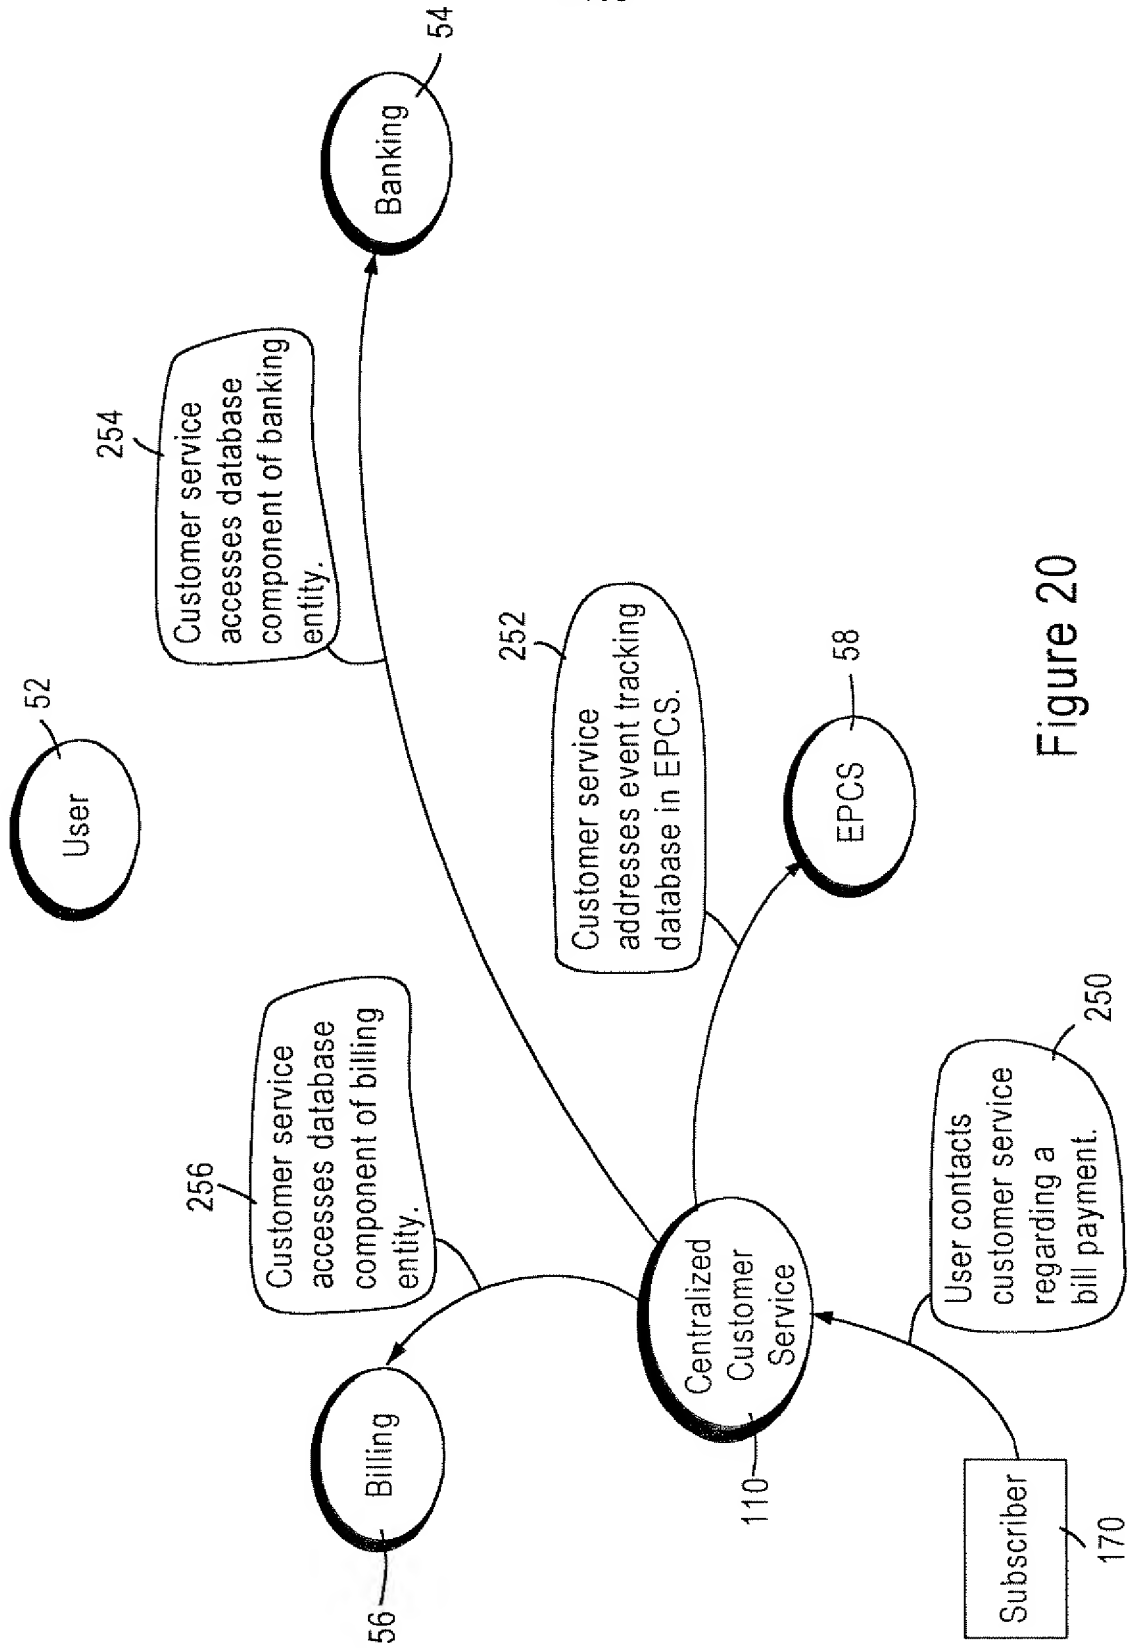 54
Banking
254
Customer service
accesses database
component of banking
entity.
52
User
252
Customer service
addresses event tracking
database in EPCS.
58
EPCS
256
Customer service
accesses database
component of billing
entity.
Billing
56
Centralized
Customer
Service
110
250
User contacts
customer service
regarding a
bill payment.
Subscriber
170
Figure 20